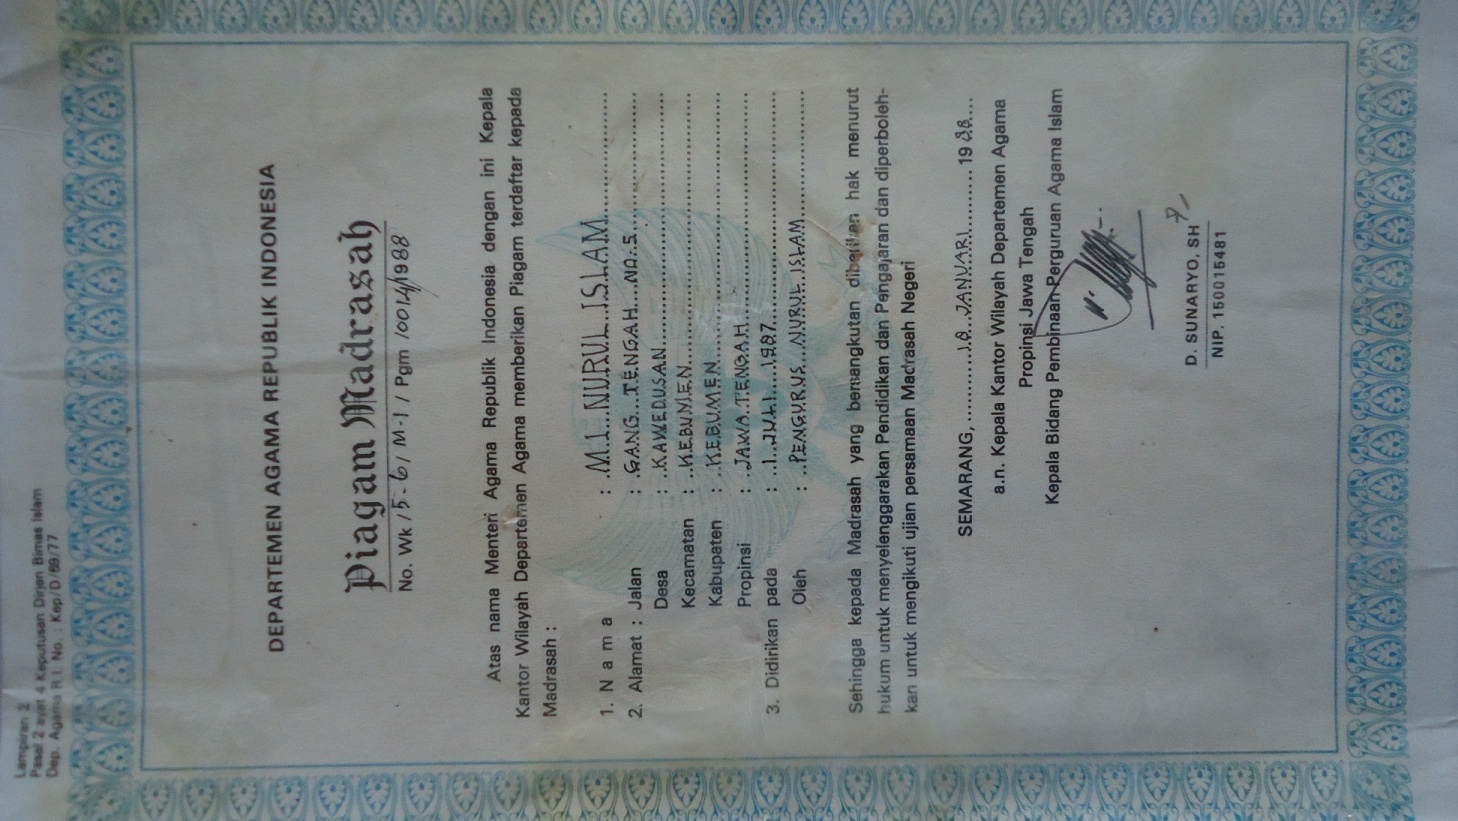 Lampiran 2
Pasal 2 ayat 4 Keputusan Dirjen Bimas Islam
Dep. Agama R.I. No. : Kep/D/69/77
DEPARTEMEN AGAMA REPUBLIK INDONESIA
Piagam Madrasah
No. Wk / 5-b / M-1 / Pgm / 0014/1988
Atas nama Menteri Agama Republik Indonesia dengan ini Kepala
Kantor Wilayah Departemen Agama memberikan Piagam terdaftar kepada
Madrasah :
1. N a m a : M.I. NURUL ISLAM
2. Alamat : Jalan : GANG TENGAH NO: 5
Desa : KAWEDUSAN
Kecamatan : KEBUMEN
Kabupaten : KEBUMEN
Propinsi : JAWA TENGAH
3. Didirikan pada : 1 JULI 1987
Oleh : PENGURUS NURUL ISLAM
Sehingga kepada Madrasah yang bersangkutan diberikan hak menurut
hukum untuk menyelenggarakan Pendidikan dan Pengajaran dan diperboleh-
kan untuk mengikuti ujian persamaan Madrasah Negeri
SEMARANG, 18 JANUARI 1988
a.n. Kepala Kantor Wilayah Departemen Agama
Propinsi Jawa Tengah
Kepala Bidang Pembinaan Perguruan Agama Islam
D. SUNARYO, SH
NIP. 150015481